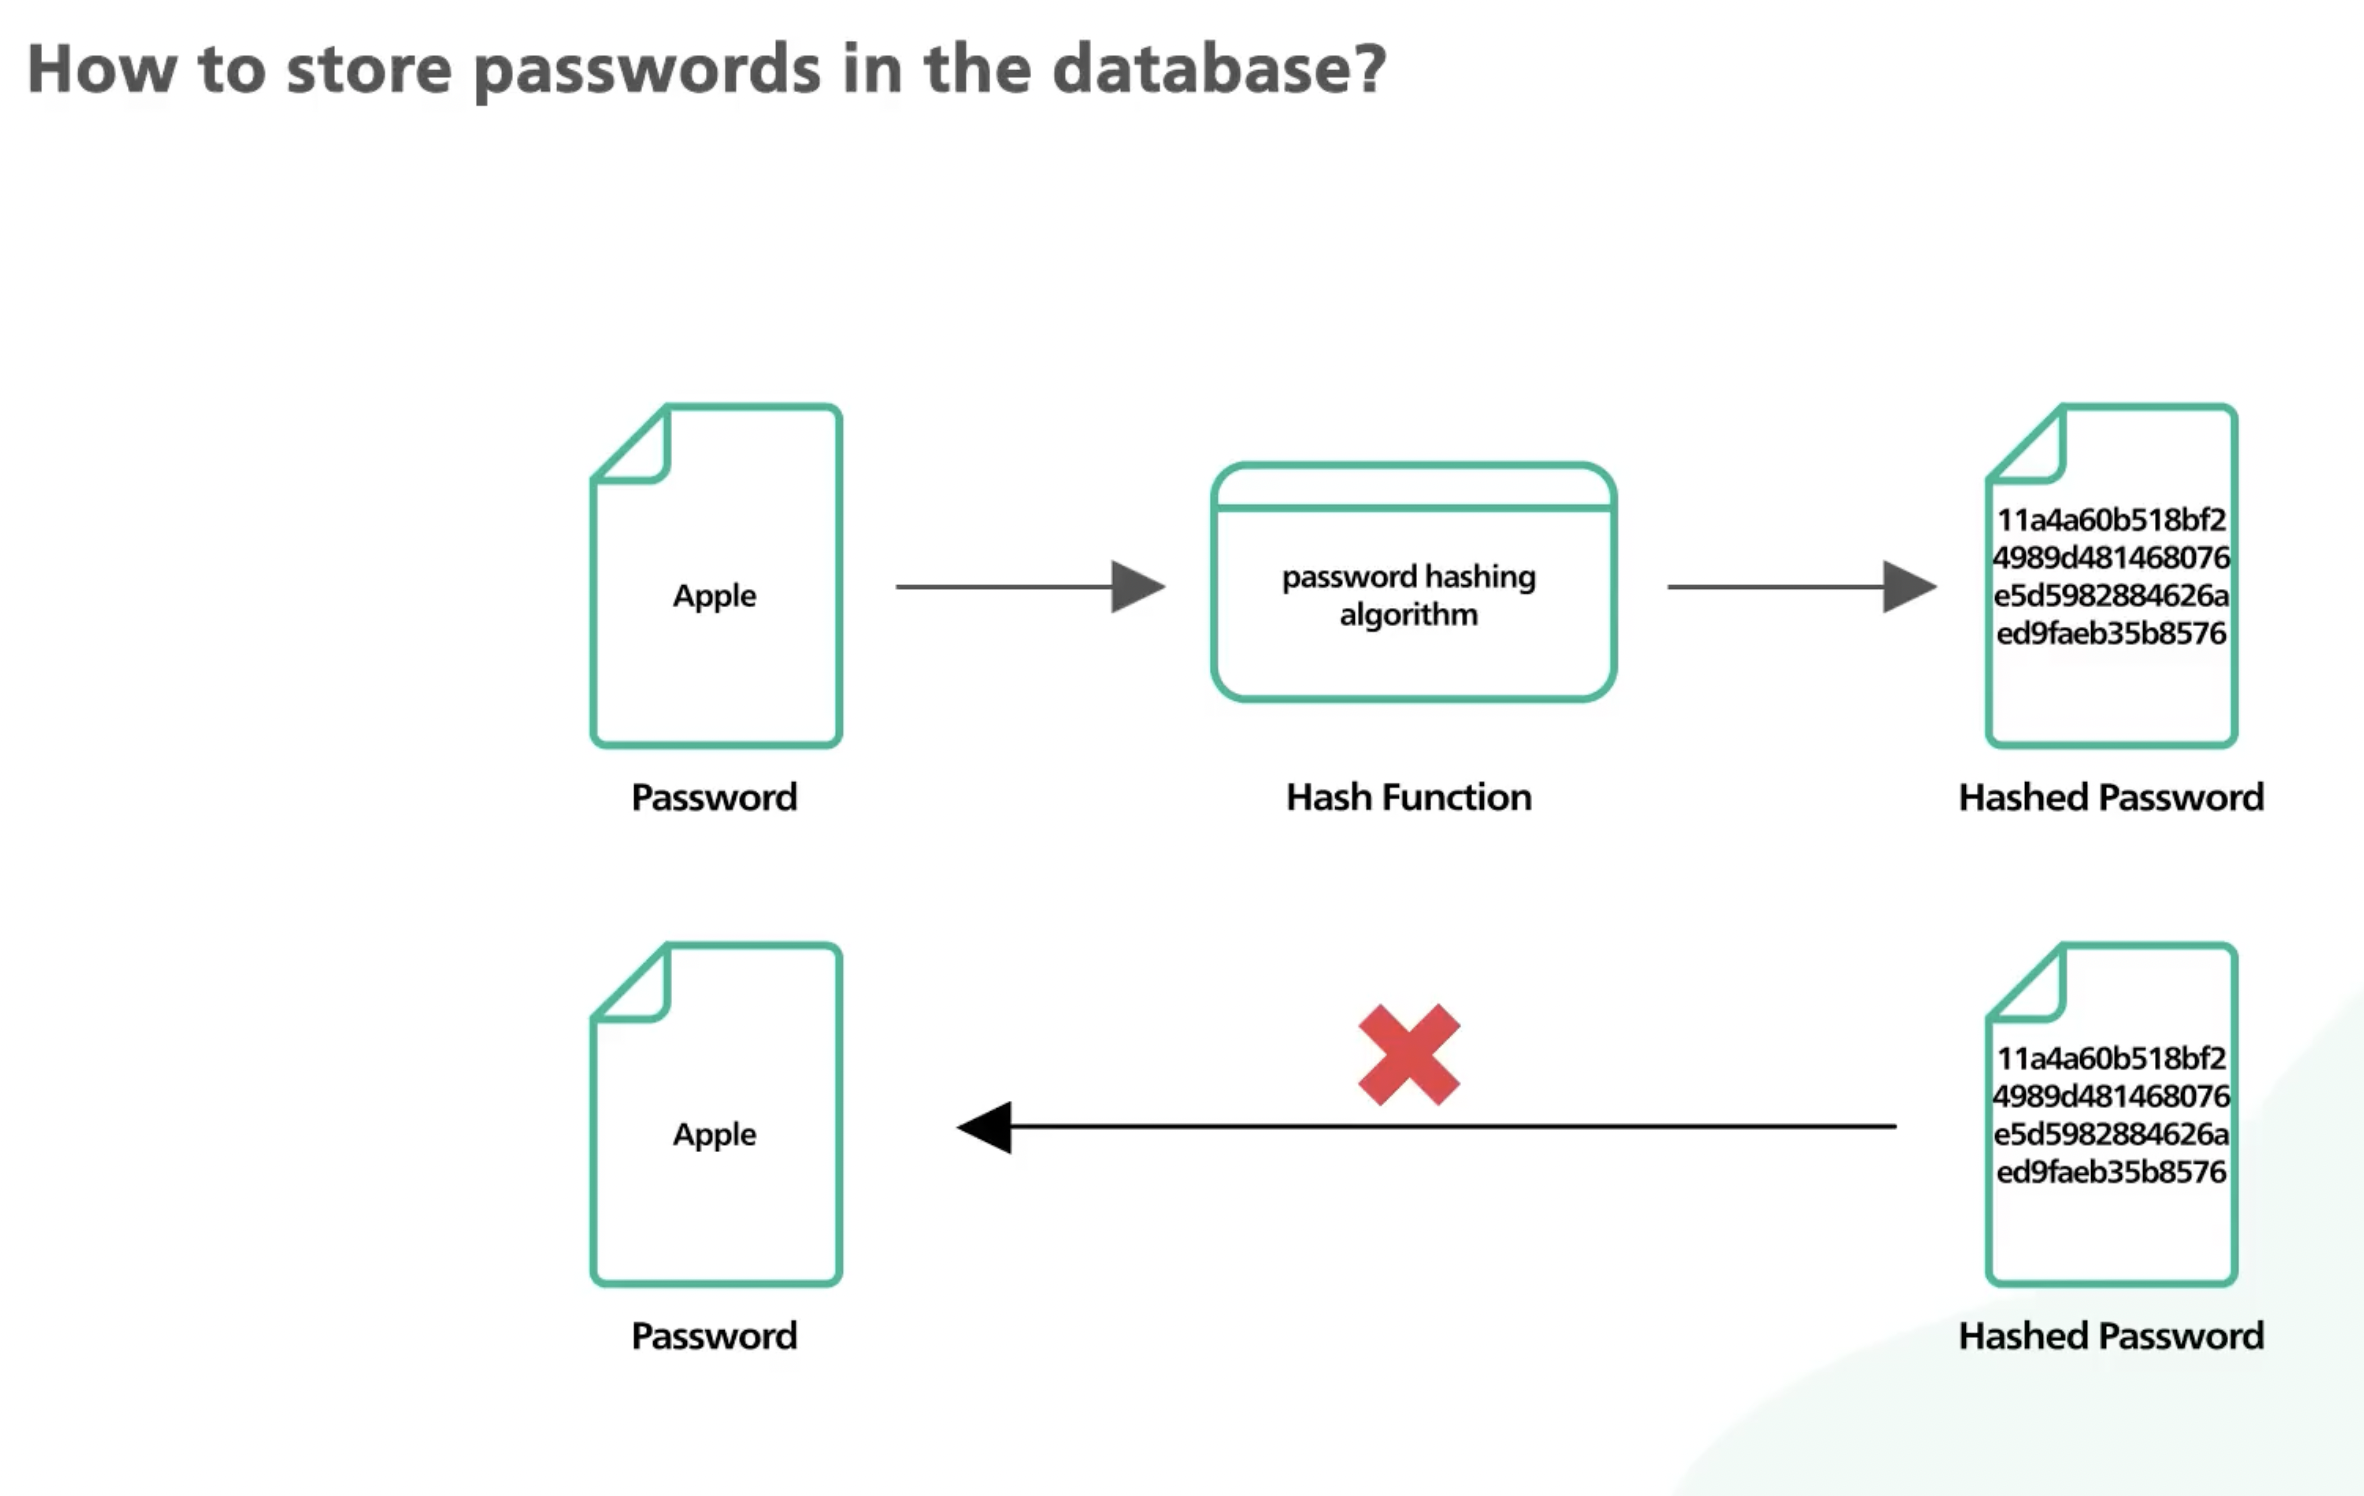 How to store passwords in the database?
Apple
password hashing
algorithm
11a4a60b518bf2
4989d481468076
e5d5982884626a
ed9faeb35b8576
Password
Hash Function
Hashed Password
Apple
11a4a60b518bf2
4989d481468076
e5d5982884626a
ed9faeb35b8576
Password
Hashed Password